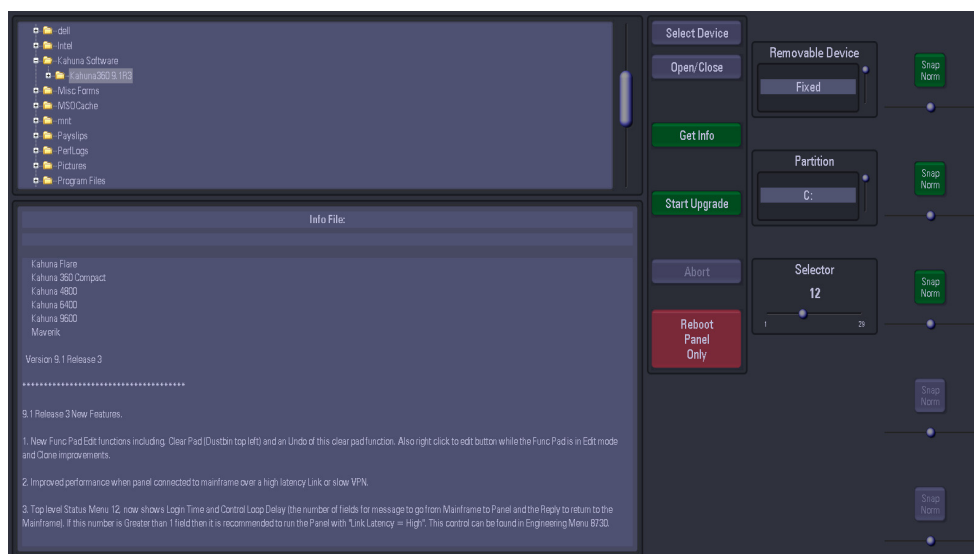 dell
Intel
Kahuna Software
Kahuna360 9.1R3
Misc Forms
MSOCache
mnt
Payslips
PerfLogs
Pictures
Program Files
Info File:
Kahuna Flare
Kahuna 360 Compact
Kahuna 4800
Kahuna 6400
Kahuna 9600
Maverik
Version 9.1 Release 3
**************************************
9.1 Release 3 New Features.
1. New Func Pad Edit functions including, Clear Pad (Dustbin top left) and an Undo of this clear pad function. Also right click to edit button while the Func Pad is in Edit mode
and Clone improvements.
2. Improved performance when panel connected to mainframe over a high latency Link or slow VPN.
3. Top level Status Menu 12, now shows Login Time and Control Loop Delay (the number of fields for message to go from Mainframe to Panel and the Reply to return to the
Mainframe). If this number is Greater than 1 field then it is recommended to run the Panel with "Link Latency = High". This control can be found in Engineering Menu 8730.
Select Device
Open/Close
Get Info
Start Upgrade
Abort
Reboot
Panel
Only
Removable Device
Fixed
Partition
C:
Selector
12
1 29
Snap
Norm
Snap
Norm
Snap
Norm
Snap
Norm
Snap
Norm